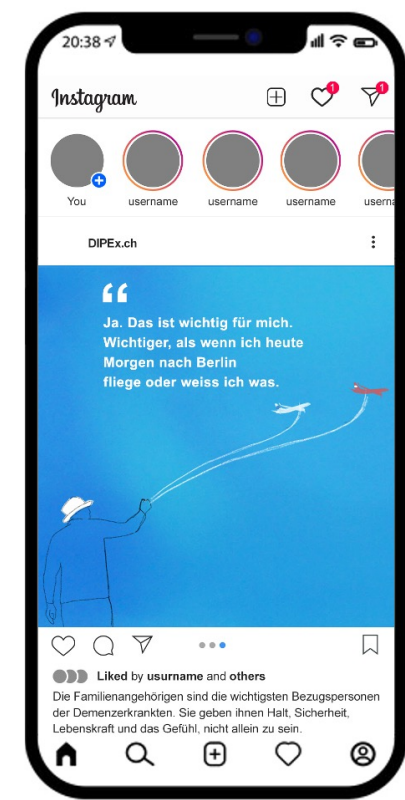 20:38
Instagram
1
1
You
username
username
username
userna
DIPEx.ch
“
Ja. Das ist wichtig für mich.
Wichtiger, als wenn ich heute
Morgen nach Berlin
fliege oder weiss ich was.
Liked by usurname and others
Die Familienangehörigen sind die wichtigsten Bezugspersonen
der Demenzerkrankten. Sie geben ihnen Halt, Sicherheit,
Lebenskraft und das Gefühl, nicht allein zu sein.